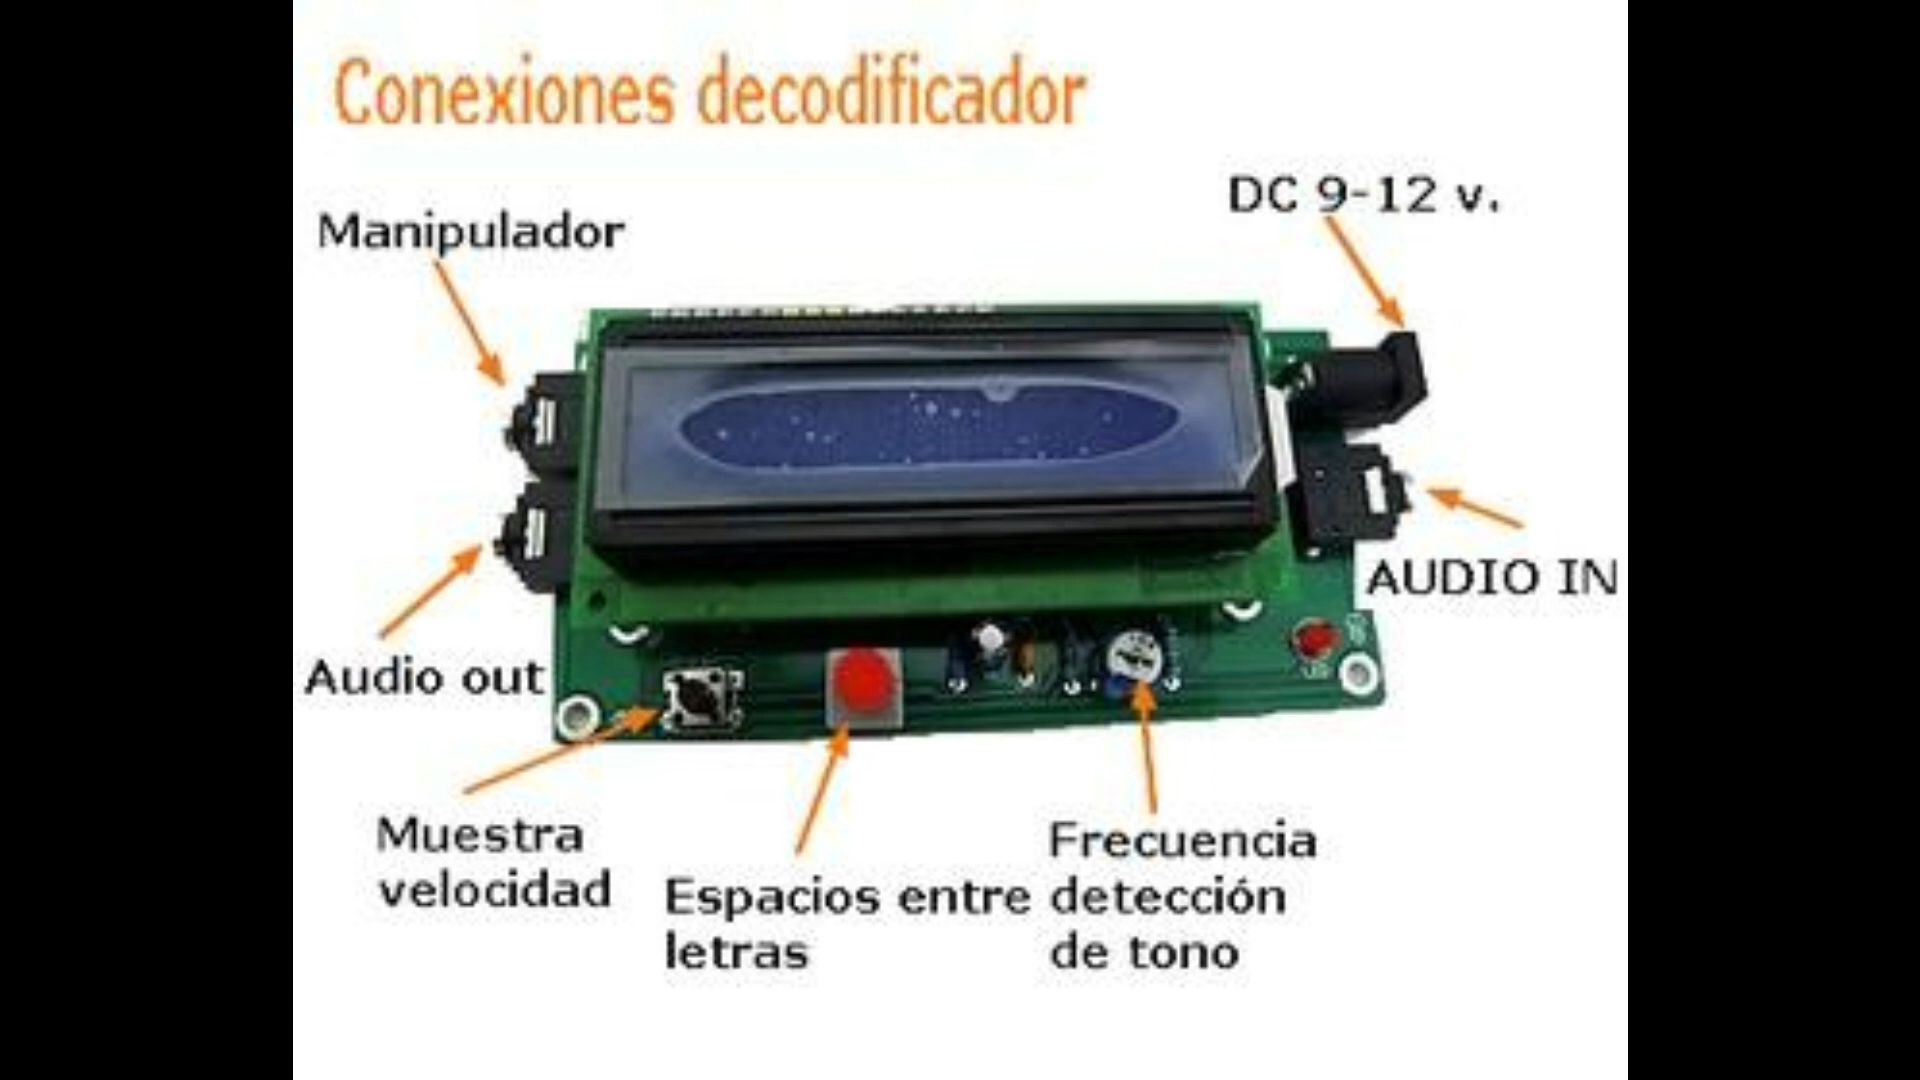 Conexiones decodificador
DC 9-12 v.
Manipulador
AUDIO IN
Audio out
Muestra
velocidad
Espacios entre
letras
Frecuencia
detección
de tono